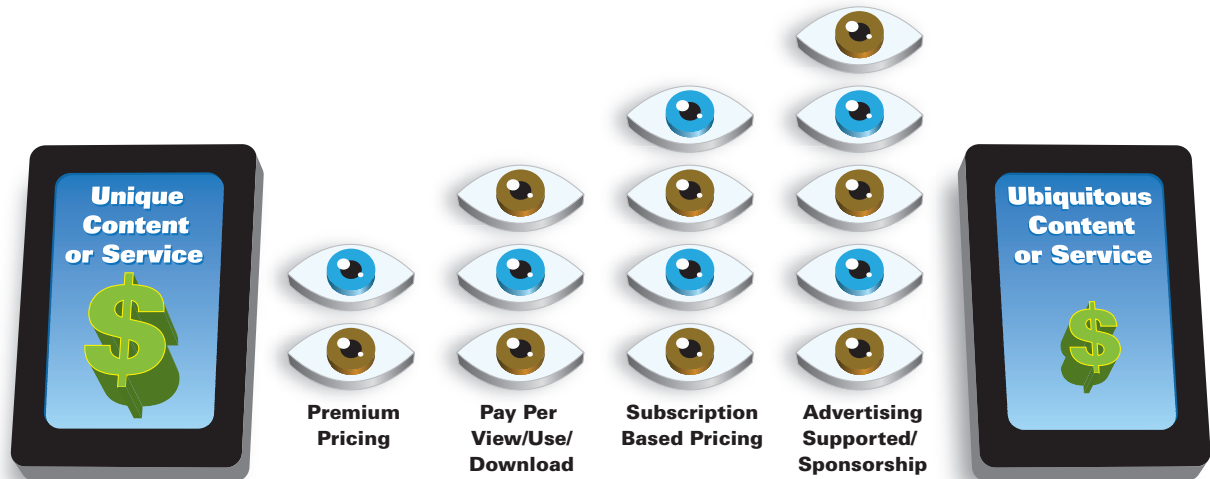 Unique
Content
or Service
$
Premium
Pricing
Pay Per
View/Use/
Download
Subscription
Based Pricing
Advertising
Supported/
Sponsorship
Ubiquitous
Content
or Service
$